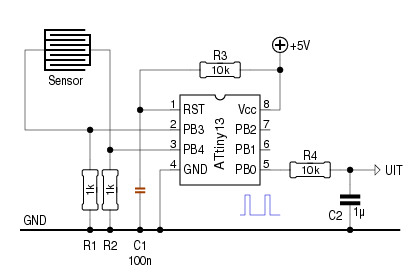 R3
10k
+5V
Sensor
1 RST Vcc 8
2 PB3 PB2 7
3 PB4 PB1 6
4 GND PB0 5
ATtiny13
R4
10k
UIT
1k
1k
C2
1µ
GND
R1 R2 C1
100n